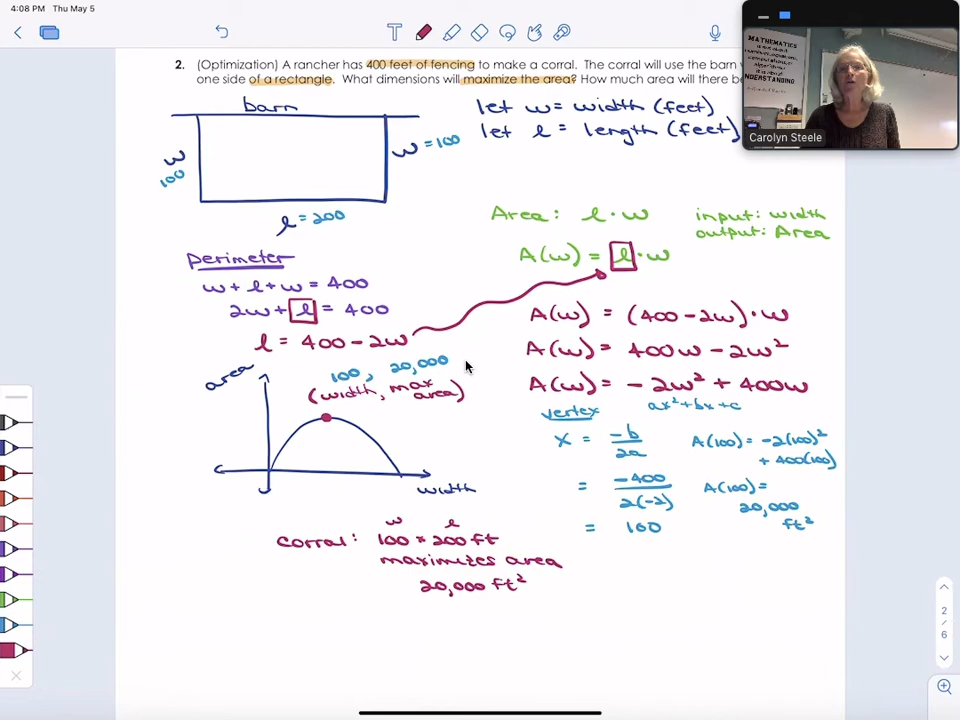 4:08 PM Thu May 5
MATHEMATICS
UNDERSTANDING
Carolyn Steele
2. (Optimization) A rancher has 400 feet of fencing to make a corral. The corral will use the barn
one side of a rectangle. What dimensions will maximize the area? How much area will there b
barn
let w = width (feet)
let l = length (feet)
w
100
w = 100
l = 200
Area: l · w
input: width
output: Area
A(w) = l · w
perimeter
w + l + w = 400
2w + l = 400
l = 400 - 2w
A(w) = (400 - 2w) · w
A(w) = 400w - 2w²
A(w) = - 2w² + 400w
ax² + bx + c
area
100, 20,000
(width, max area)
width
vertex
x = -b/2a
= -400/2(-2)
= 100
A(100) = -2(100)²
+ 400(100)
A(100) =
20,000
ft²
w l
corral: 100 × 200 ft
maximizes area
20,000 ft²
2
/
6